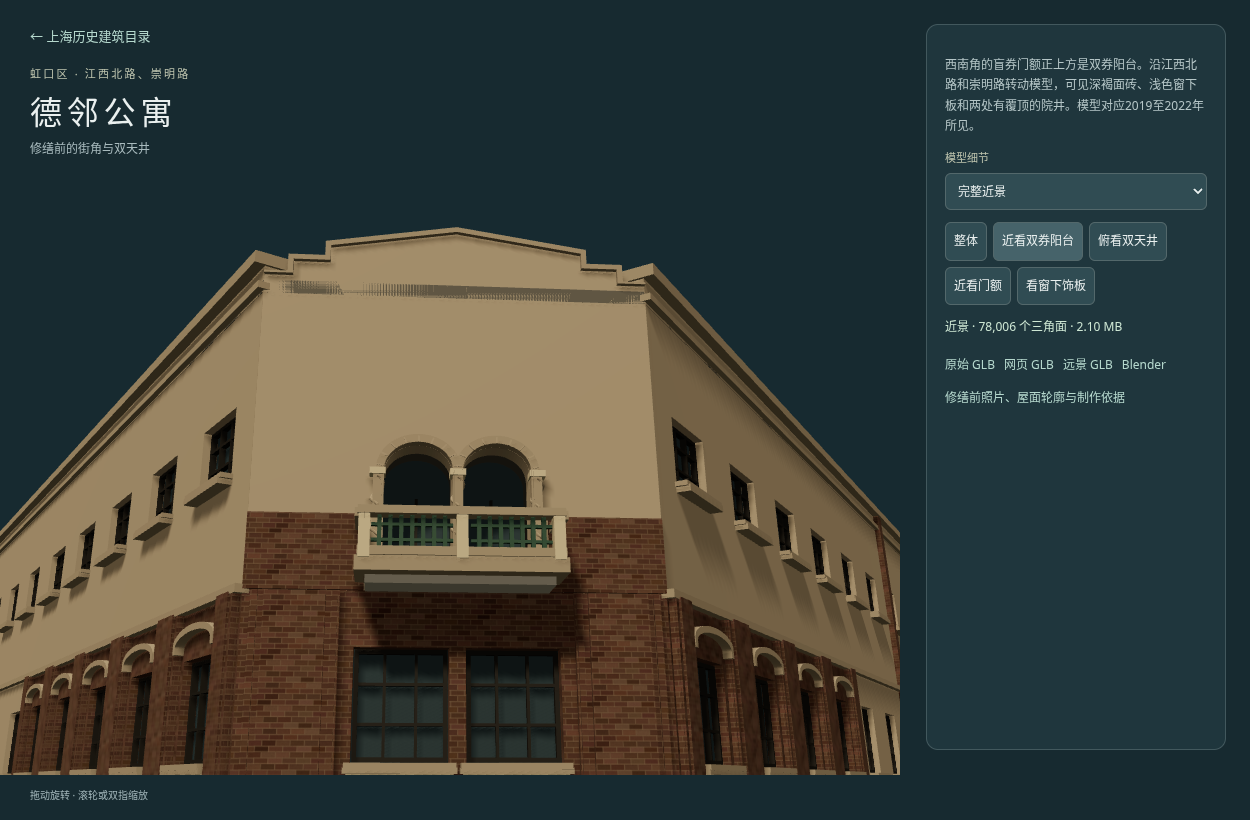 ← 上海历史建筑目录
虹口区 · 江西北路、崇明路
德邻公寓
修缮前的街角与双天井
西南角的盲券门额正上方是双券阳台。沿江西北
路和崇明路转动模型，可见深褐面砖、浅色窗下
板和两处有覆顶的院井。模型对应2019至2022年
所见。
模型细节
完整近景
整体 近看双券阳台 俯看双天井
近看门额 看窗下饰板
近景 · 78,006 个三角面 · 2.10 MB
原始 GLB 网页 GLB 远景 GLB Blender
修缮前照片、屋面轮廓与制作依据
拖动旋转 · 滚轮或双指缩放